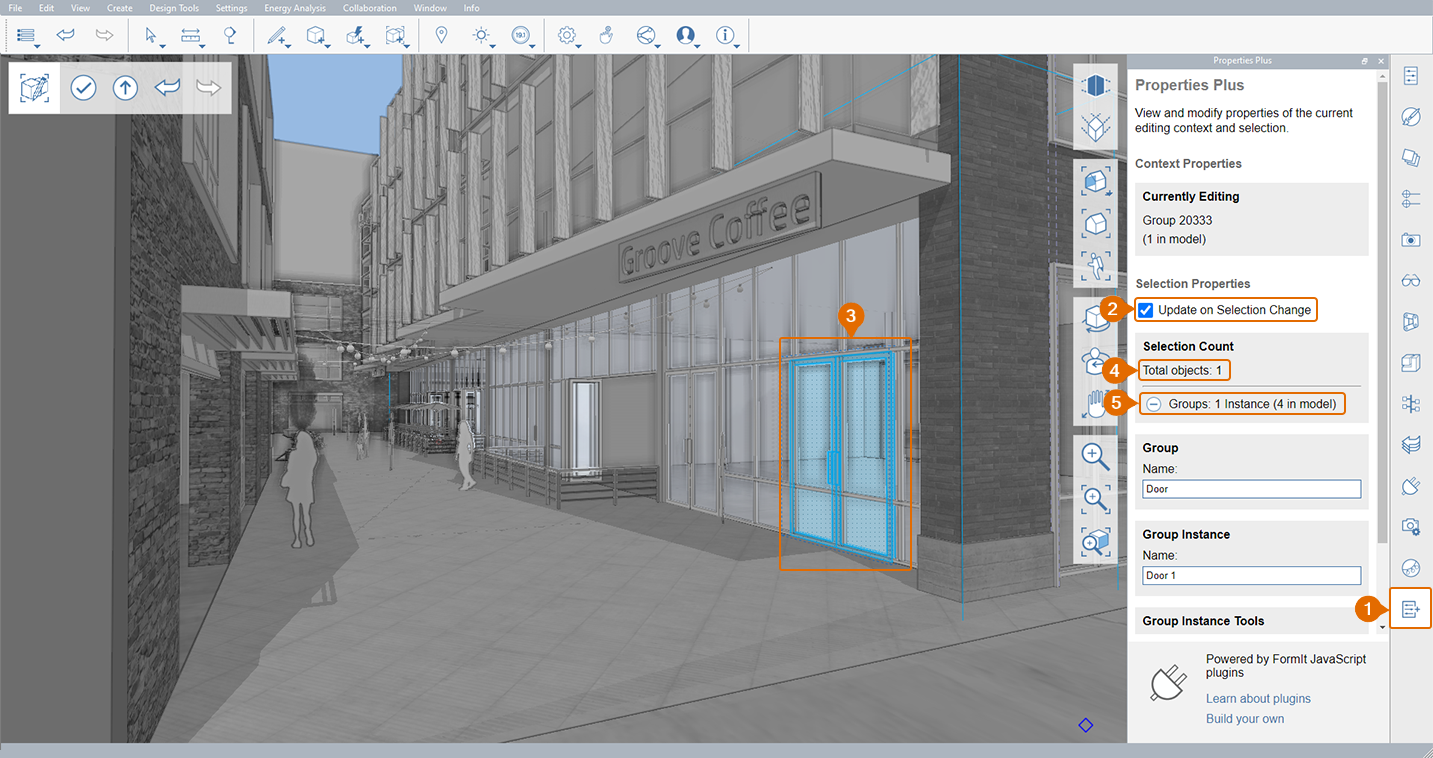 File Edit View Create Design Tools Settings Energy Analysis Collaboration Window Info
19.1
Properties Plus
Properties Plus
View and modify properties of the current
editing context and selection.
Context Properties
Currently Editing
Group 20333
(1 in model)
Selection Properties
2
Update on Selection Change
Selection Count
4
Total objects: 1
5
Groups: 1 Instance (4 in model)
Group
Name:
Door
Group Instance
Name:
Door 1
1
Group Instance Tools
Powered by FormIt JavaScript
plugins
Learn about plugins
Build your own
Groove Coffee
3